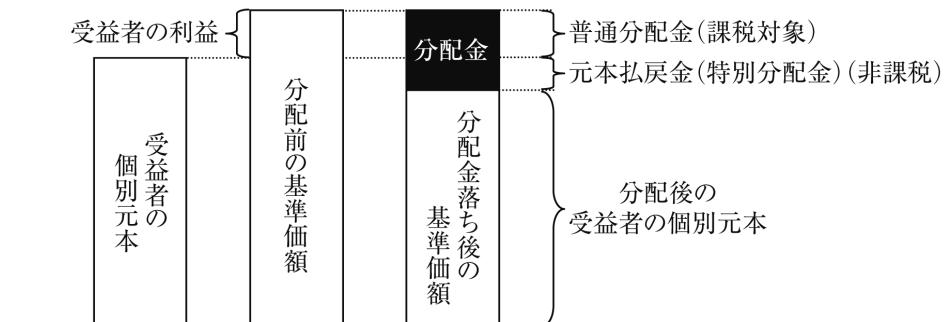 受益者の利益
受益者の
個別元本
分配前の基準価額
分配金
分配金落ち後の
基準価額
普通分配金(課税対象)
元本払戻金(特別分配金)(非課税)
分配後の
受益者の個別元本